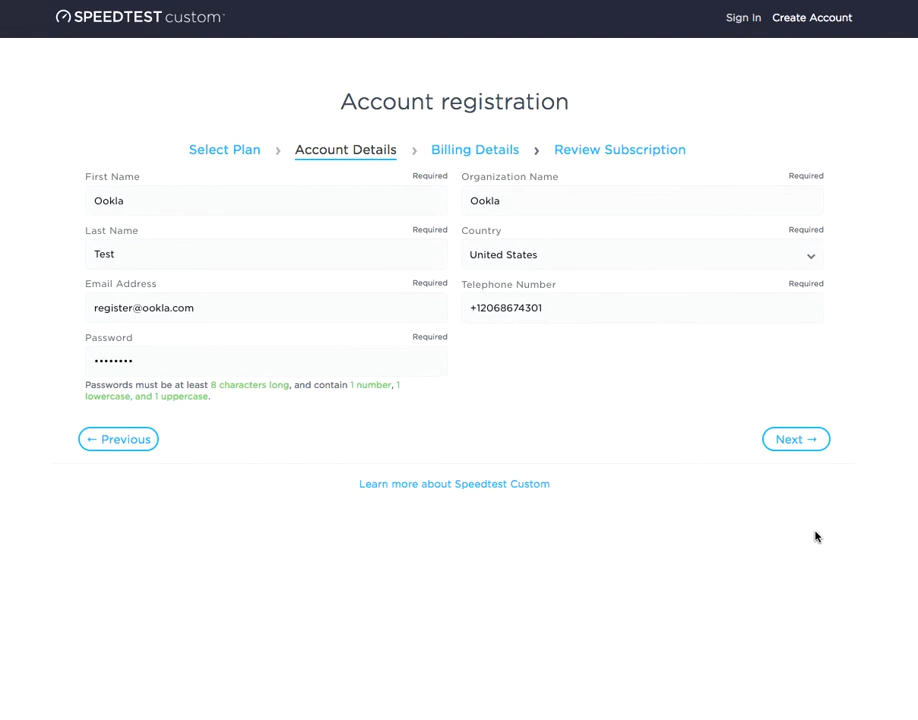 SPEEDTEST custom™
Sign In
Create Account
Account registration
Select Plan › Account Details › Billing Details › Review Subscription
First Name
Required
Ookla
Organization Name
Required
Ookla
Last Name
Required
Test
Country
Required
United States
Email Address
Required
register@ookla.com
Telephone Number
Required
+12068674301
Password
Required
••••••••
Passwords must be at least 8 characters long, and contain 1 number, 1
lowercase, and 1 uppercase.
← Previous
Next →
Learn more about Speedtest Custom